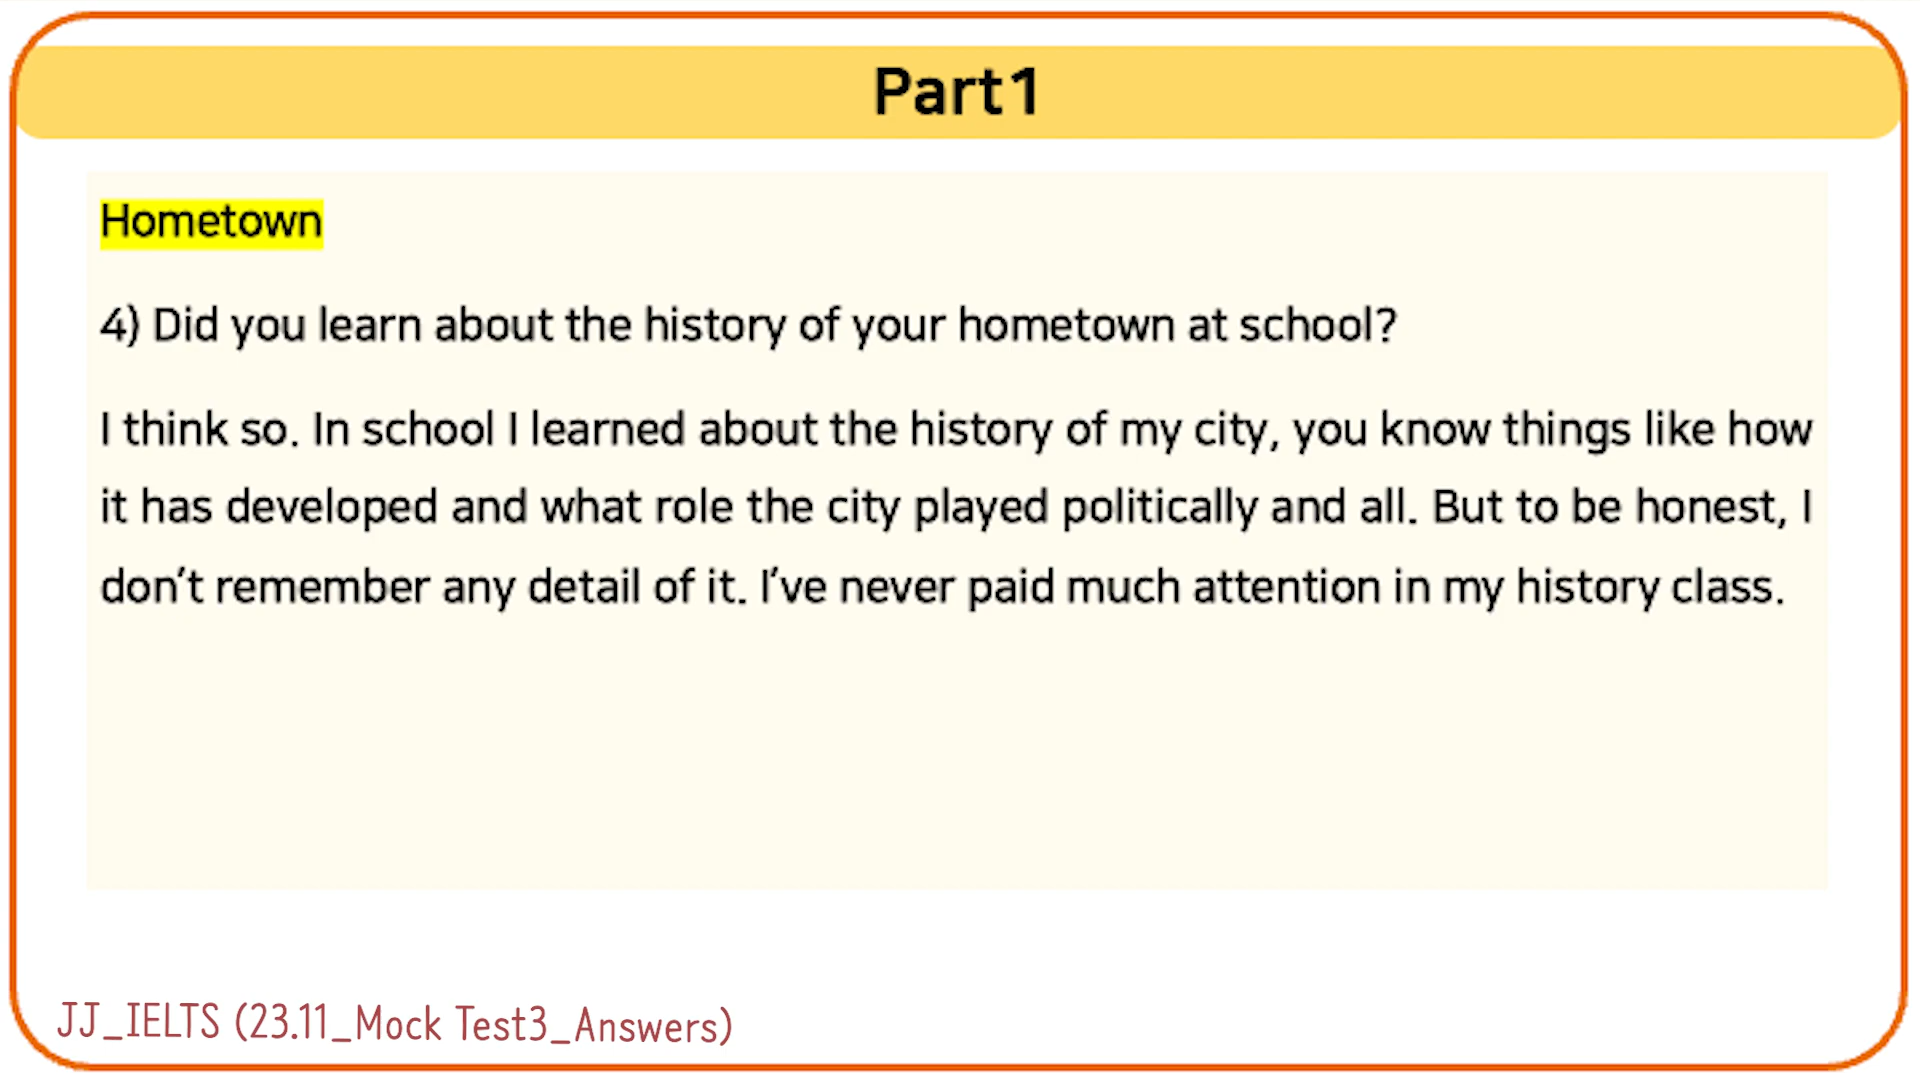 Part1
Hometown
4) Did you learn about the history of your hometown at school?
I think so. In school I learned about the history of my city, you know things like how
it has developed and what role the city played politically and all. But to be honest, I
don't remember any detail of it. I've never paid much attention in my history class.
JJ_IELTS (23.11_Mock Test3_Answers)